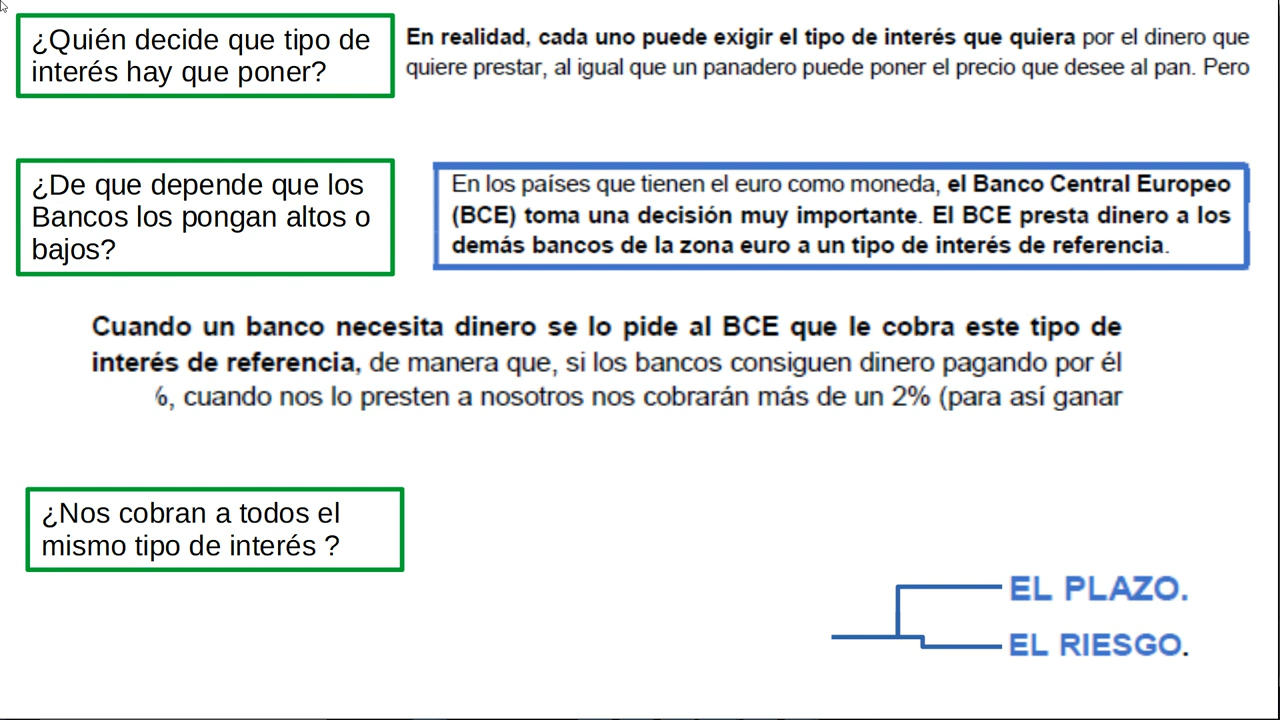 ¿Quién decide que tipo de
interés hay que poner?
En realidad, cada uno puede exigir el tipo de interés que quiera por el dinero que
quiere prestar, al igual que un panadero puede poner el precio que desee al pan. Pero
¿De que depende que los
Bancos los pongan altos o
bajos?
En los países que tienen el euro como moneda, el Banco Central Europeo
(BCE) toma una decisión muy importante. El BCE presta dinero a los
demás bancos de la zona euro a un tipo de interés de referencia.
Cuando un banco necesita dinero se lo pide al BCE que le cobra este tipo de
interés de referencia, de manera que, si los bancos consiguen dinero pagando por él
%, cuando nos lo presten a nosotros nos cobrarán más de un 2% (para así ganar
¿Nos cobran a todos el
mismo tipo de interés ?
EL PLAZO.
EL RIESGO.